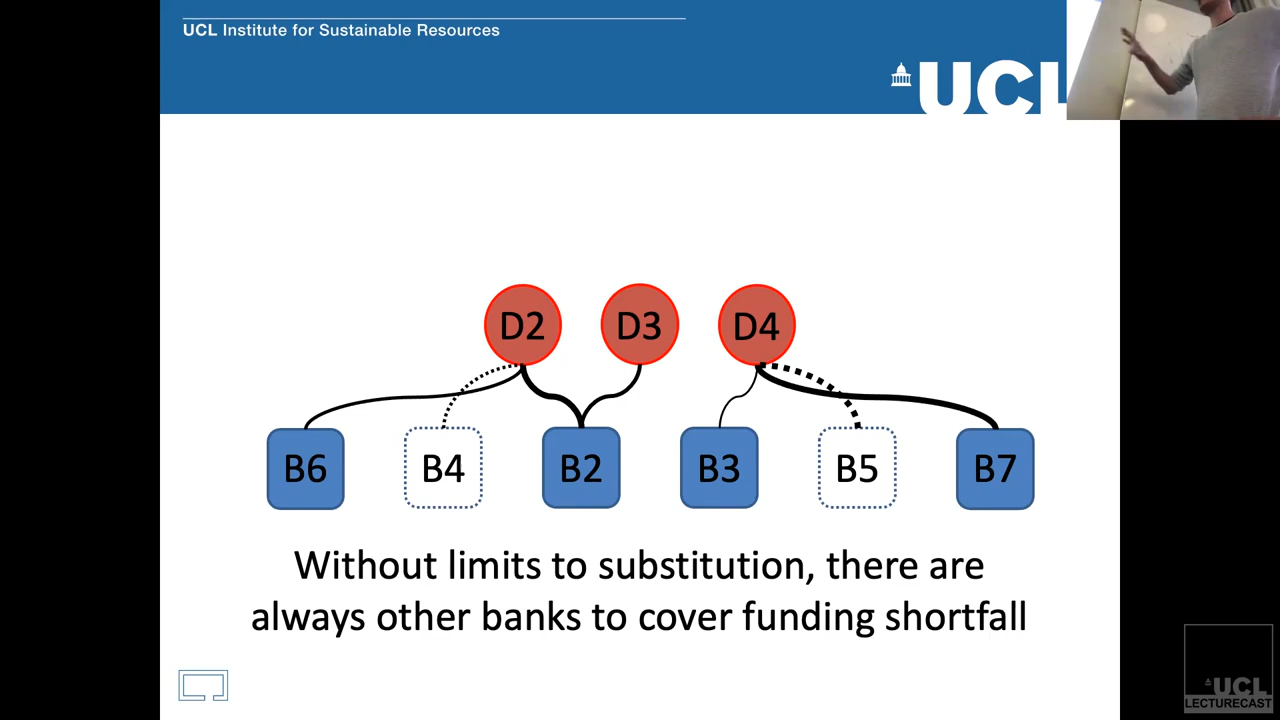 UCL Institute for Sustainable Resources
UCL
D2 D3 D4
B6 B4 B2 B3 B5 B7
Without limits to substitution, there are
always other banks to cover funding shortfall
UCL
LECTURECAST